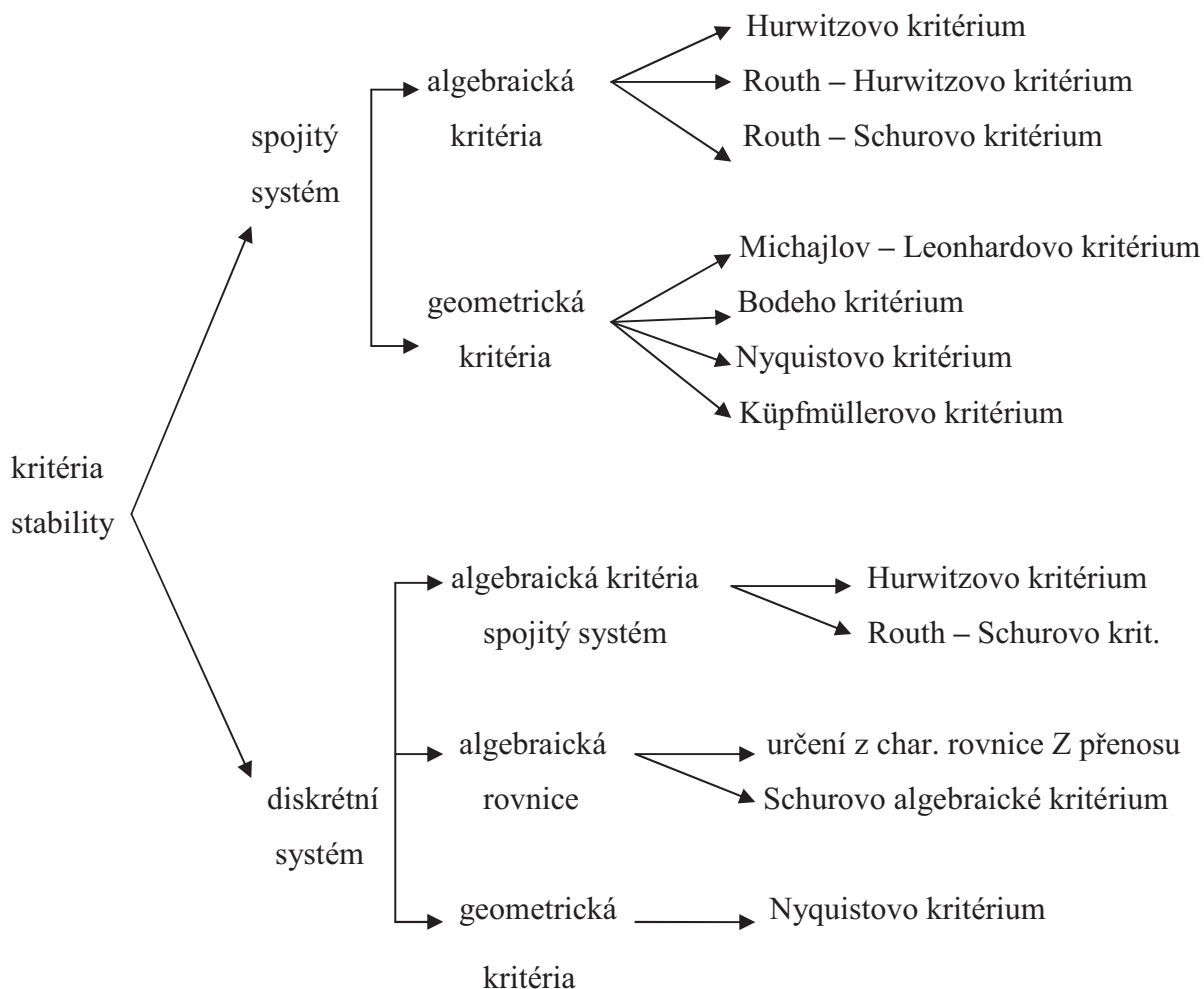 kritéria
stability
spojitý
systém
algebraická
kritéria
Hurwitzovo kritérium
Routh – Hurwitzovo kritérium
Routh – Schurovo kritérium
geometrická
kritéria
Michajlov – Leonhardovo kritérium
Bodeho kritérium
Nyquistovo kritérium
Küpfmüllerovo kritérium
diskrétní
systém
algebraická kritéria
spojitý systém
Hurwitzovo kritérium
Routh – Schurovo krit.
algebraická
rovnice
určení z char. rovnice Z přenosu
Schurovo algebraické kritérium
geometrická
kritéria
Nyquistovo kritérium